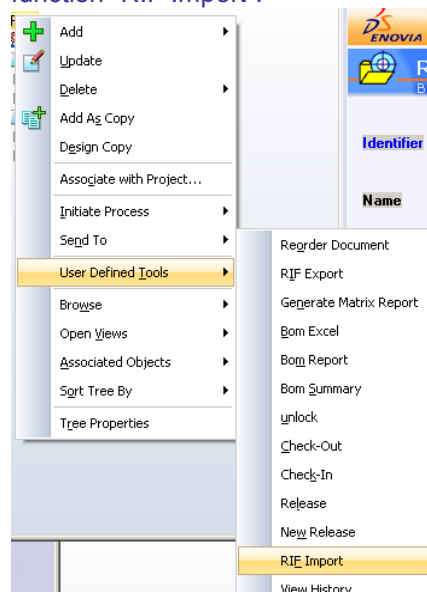 function "RIF Import".
Add
Update
Delete
Add As Copy
Design Copy
Associate with Project...
Initiate Process
Send To
User Defined Tools
Browse
Open Views
Associated Objects
Sort Tree By
Tree Properties
ENOVIA
Identifier
Name
Reorder Document
RIF Export
Generate Matrix Report
Bom Excel
Bom Report
Bom Summary
unlock
Check-Out
Check-In
Release
New Release
RIF Import
View History